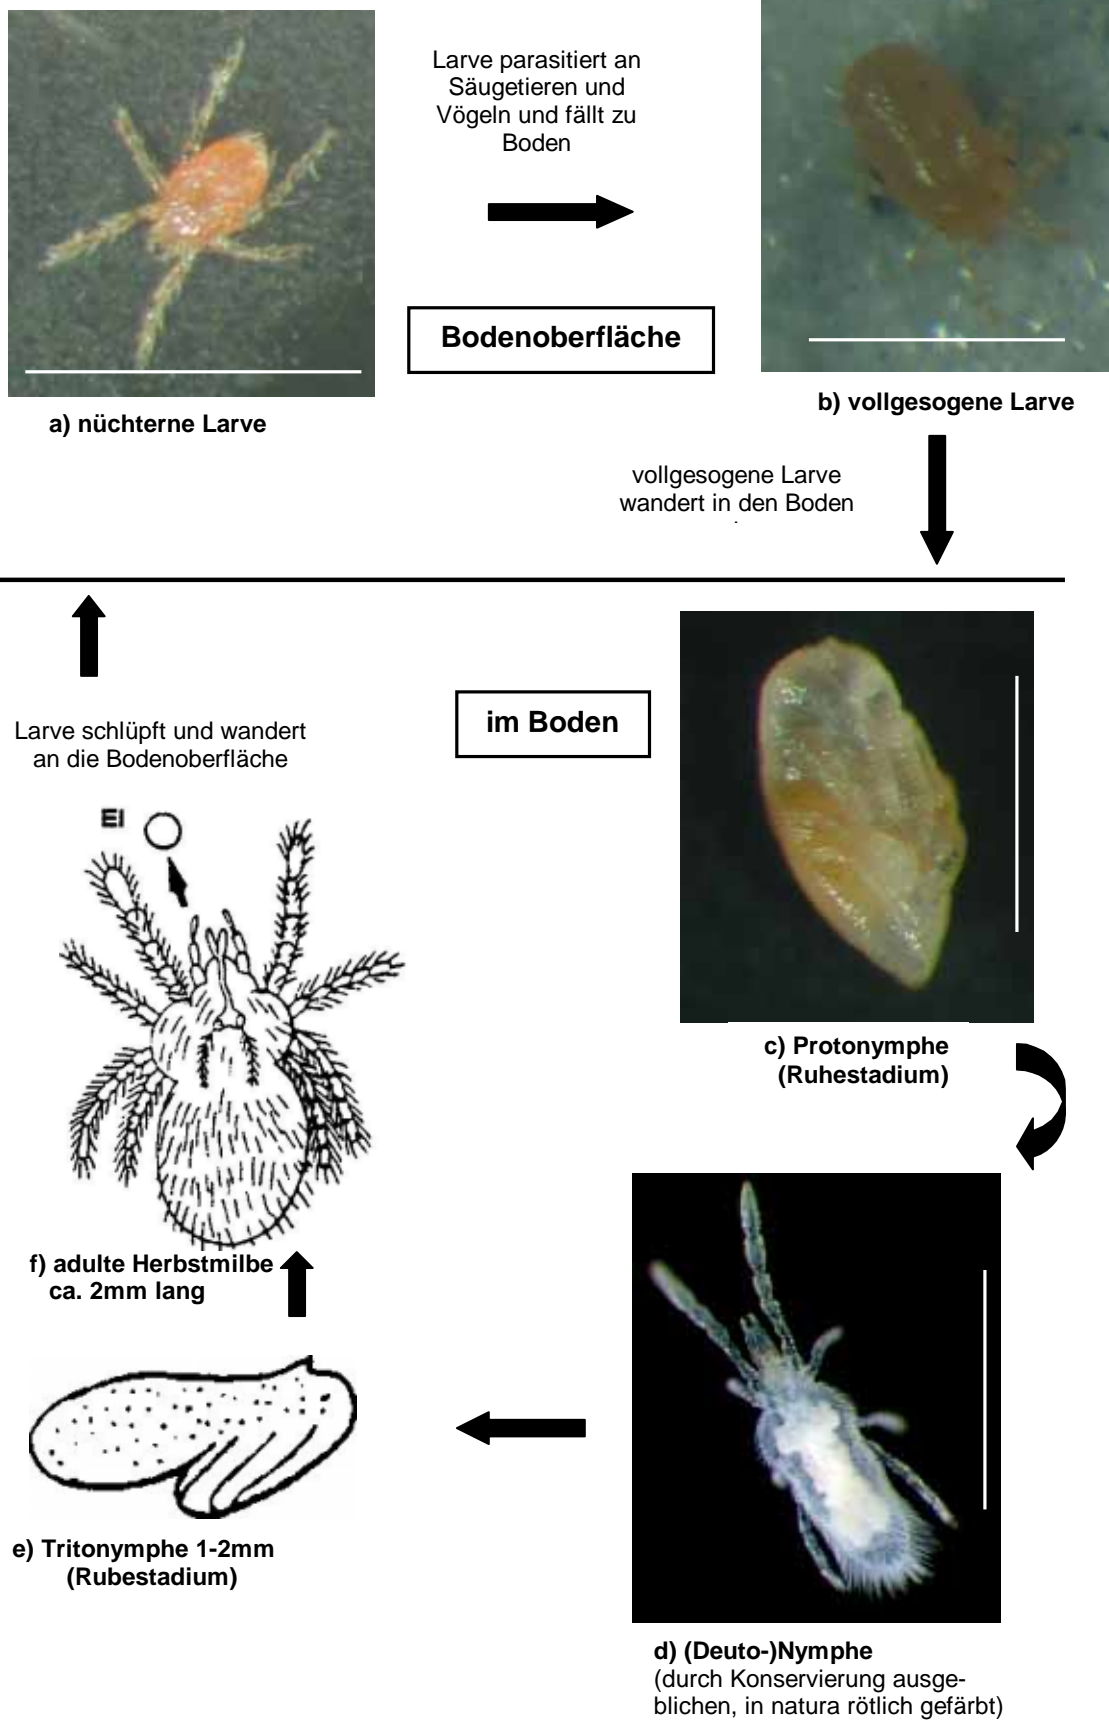 Larve parasitiert an
Säugetieren und
Vögeln und fällt zu
Boden
Bodenoberfläche
a) nüchterne Larve
b) vollgesogene Larve
vollgesogene Larve
wandert in den Boden
Larve schlüpft und wandert
an die Bodenoberfläche
im Boden
EI
c) Protonymphe
(Ruhestadium)
f) adulte Herbstmilbe
ca. 2mm lang
e) Tritonymphe 1-2mm
(Rubestadium)
d) (Deuto-)Nymphe
(durch Konservierung ausge-
blichen, in natura rötlich gefärbt)